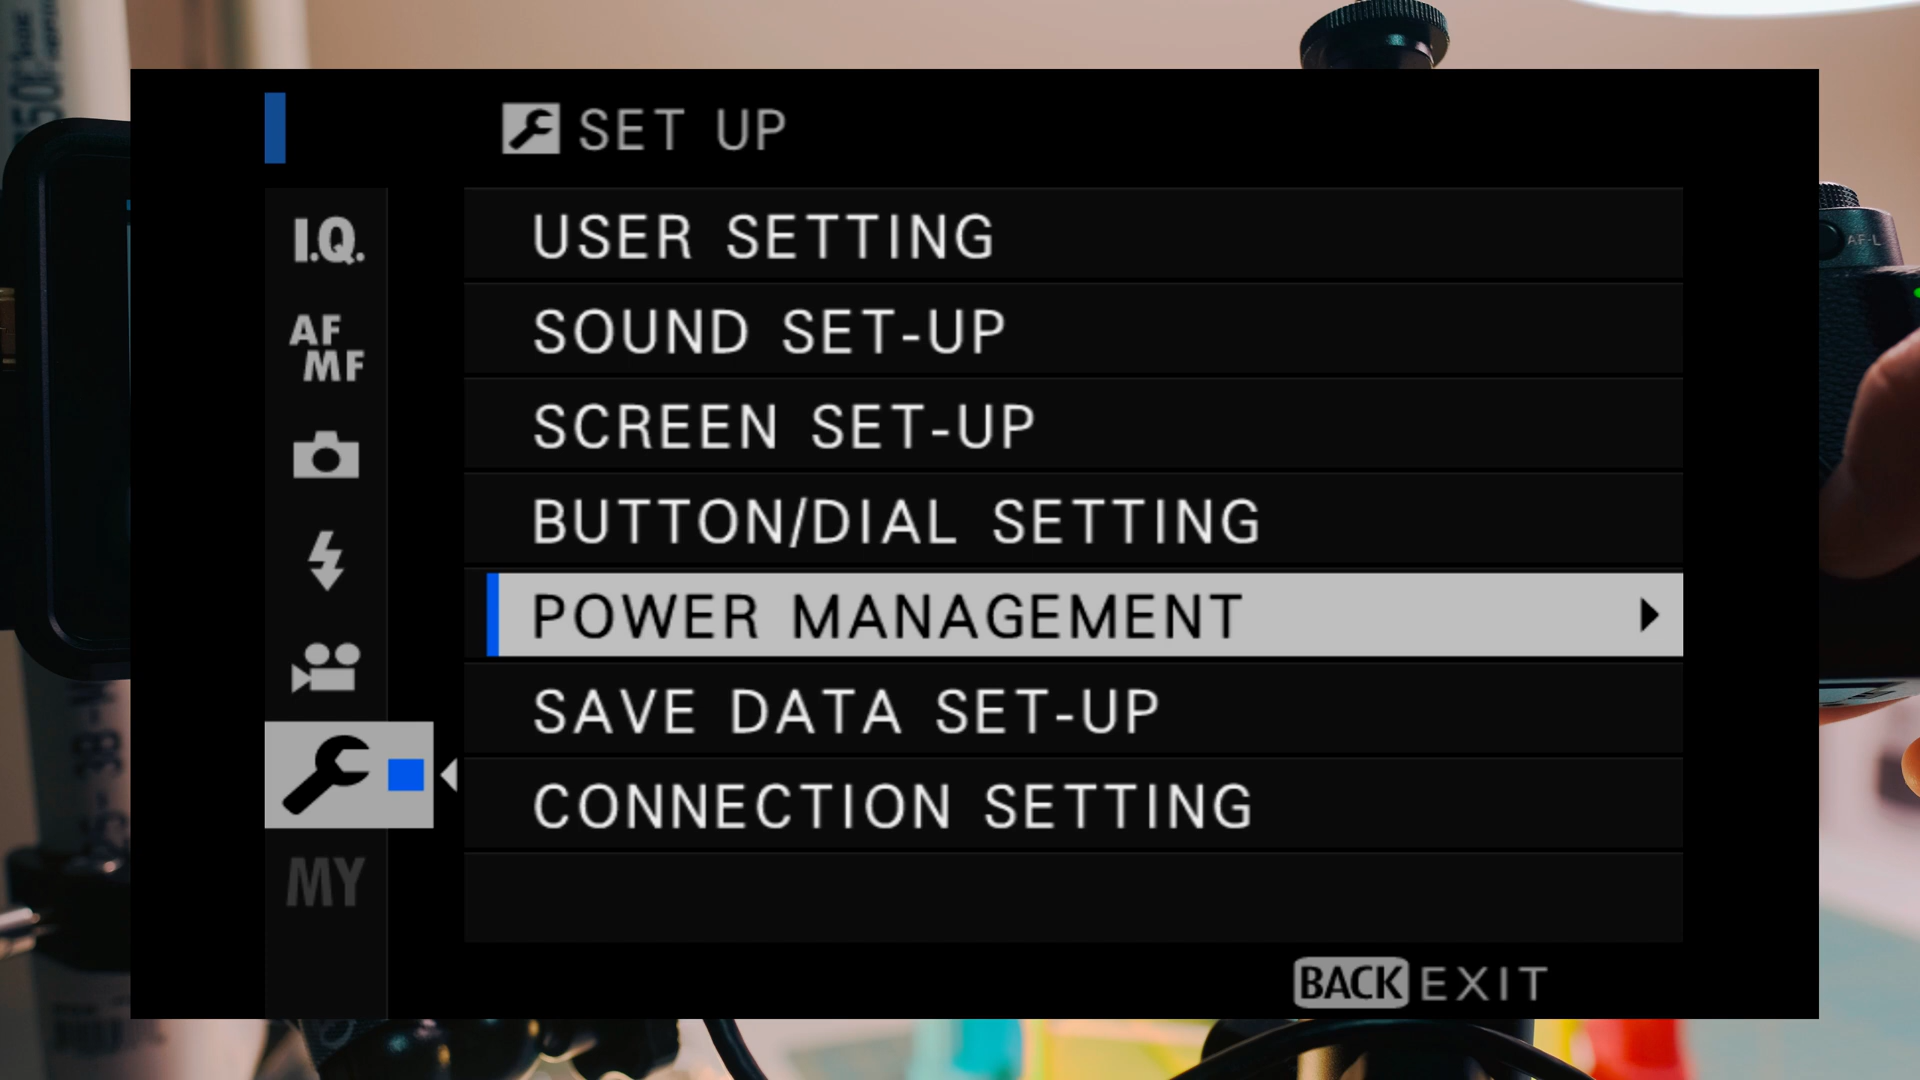 SET UP
I.Q.
AF
MF
MY
USER SETTING
SOUND SET-UP
SCREEN SET-UP
BUTTON/DIAL SETTING
POWER MANAGEMENT
SAVE DATA SET-UP
CONNECTION SETTING
BACK EXIT
AF-L